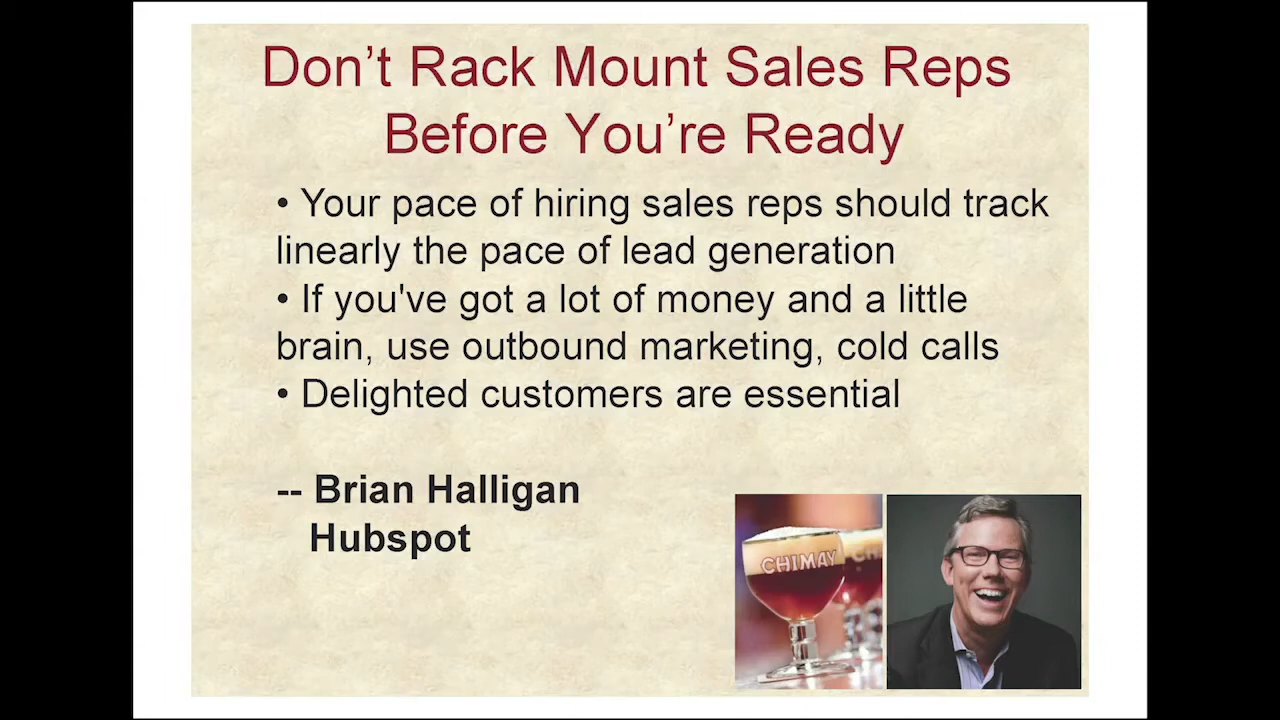 Don’t Rack Mount Sales Reps
Before You’re Ready
• Your pace of hiring sales reps should track
linearly the pace of lead generation
• If you've got a lot of money and a little
brain, use outbound marketing, cold calls
• Delighted customers are essential
-- Brian Halligan
Hubspot
CHIMAY